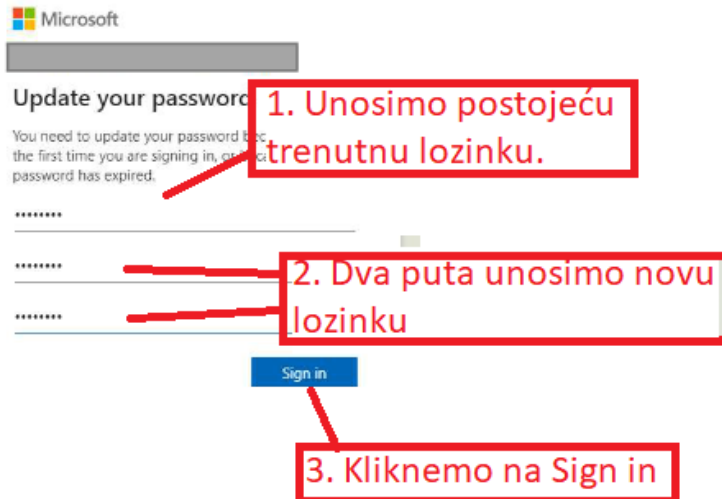 Microsoft
Update your password
1. Unosimo postojeću
trenutnu lozinku.
You need to update your password bec
the first time you are signing in, or
password has expired.
••••••••
••••••••
2. Dva puta unosimo novu
lozinku
••••••••
Sign in
3. Kliknemo na Sign in